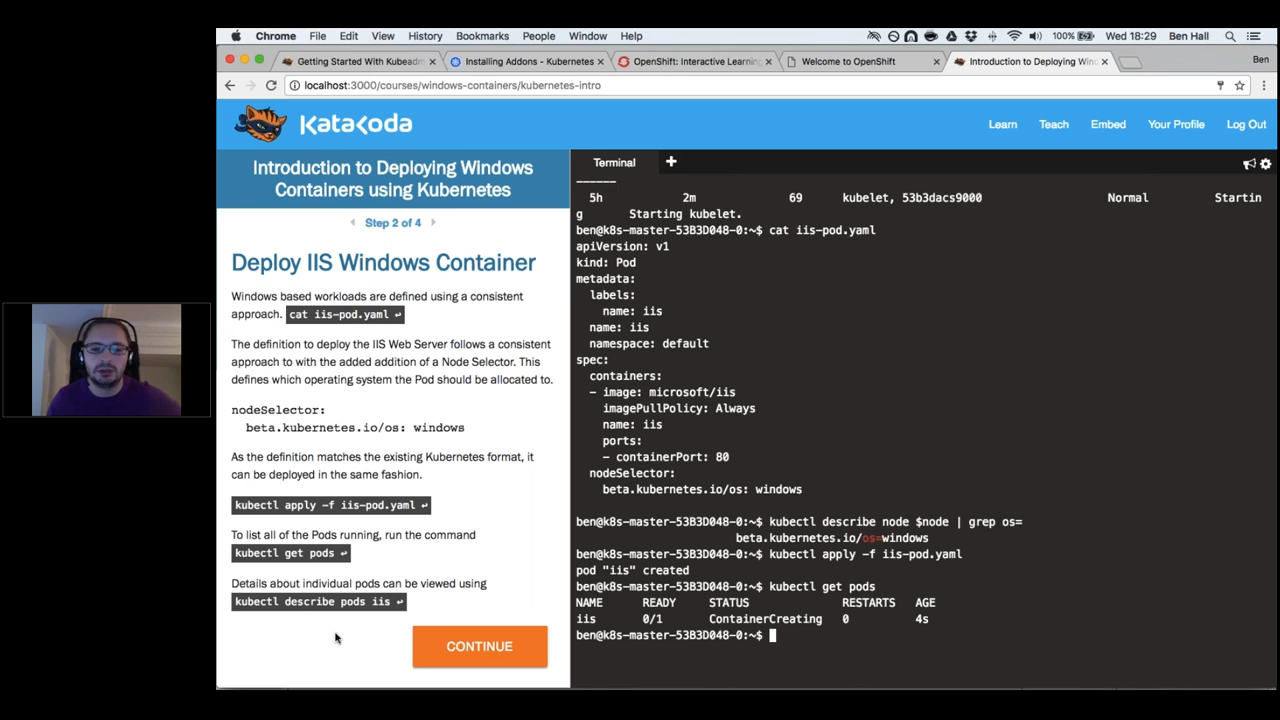 Chrome File Edit View History Bookmarks People Window Help 100% Wed 18:29 Ben Hall
Getting Started With Kubeadm × Installing Addons - Kubernetes × OpenShift: Interactive Learning × Welcome to OpenShift × Introduction to Deploying Wind × Ben
localhost:3000/courses/windows-containers/kubernetes-intro
KataKoda Learn Teach Embed Your Profile Log Out
Introduction to Deploying Windows
Containers using Kubernetes
Step 2 of 4
Deploy IIS Windows Container
Windows based workloads are defined using a consistent
approach. cat iis-pod.yaml ↩
The definition to deploy the IIS Web Server follows a consistent
approach to with the added addition of a Node Selector. This
defines which operating system the Pod should be allocated to.
nodeSelector:
beta.kubernetes.io/os: windows
As the definition matches the existing Kubernetes format, it
can be deployed in the same fashion.
kubectl apply -f iis-pod.yaml ↩
To list all of the Pods running, run the command
kubectl get pods ↩
Details about individual pods can be viewed using
kubectl describe pods iis ↩
CONTINUE
Terminal +
------
5h 2m 69 kubelet, 53b3dacs9000 Normal Startin
g Starting kubelet.
ben@k8s-master-53B3D048-0:~$ cat iis-pod.yaml
apiVersion: v1
kind: Pod
metadata:
labels:
name: iis
name: iis
namespace: default
spec:
containers:
- image: microsoft/iis
imagePullPolicy: Always
name: iis
ports:
- containerPort: 80
nodeSelector:
beta.kubernetes.io/os: windows
ben@k8s-master-53B3D048-0:~$ kubectl describe node $node | grep os=
beta.kubernetes.io/os=windows
ben@k8s-master-53B3D048-0:~$ kubectl apply -f iis-pod.yaml
pod "iis" created
ben@k8s-master-53B3D048-0:~$ kubectl get pods
NAME READY STATUS RESTARTS AGE
iis 0/1 ContainerCreating 0 4s
ben@k8s-master-53B3D048-0:~$